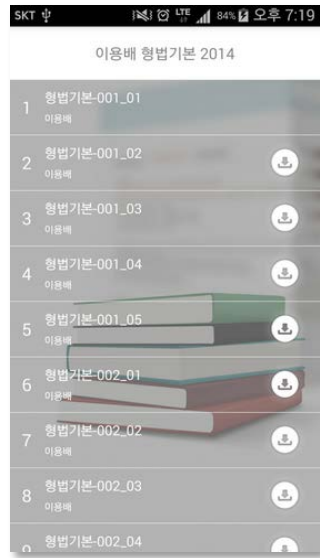 SKT LTE 84% 오후 7:19
이용배 형법기본 2014
1 형법기본-001_01
이용배
2 형법기본-001_02
이용배
3 형법기본-001_03
이용배
4 형법기본-001_04
이용배
5 형법기본-001_05
이용배
6 형법기본-002_01
이용배
7 형법기본-002_02
이용배
8 형법기본-002_03
이용배
9 형법기본-002_04